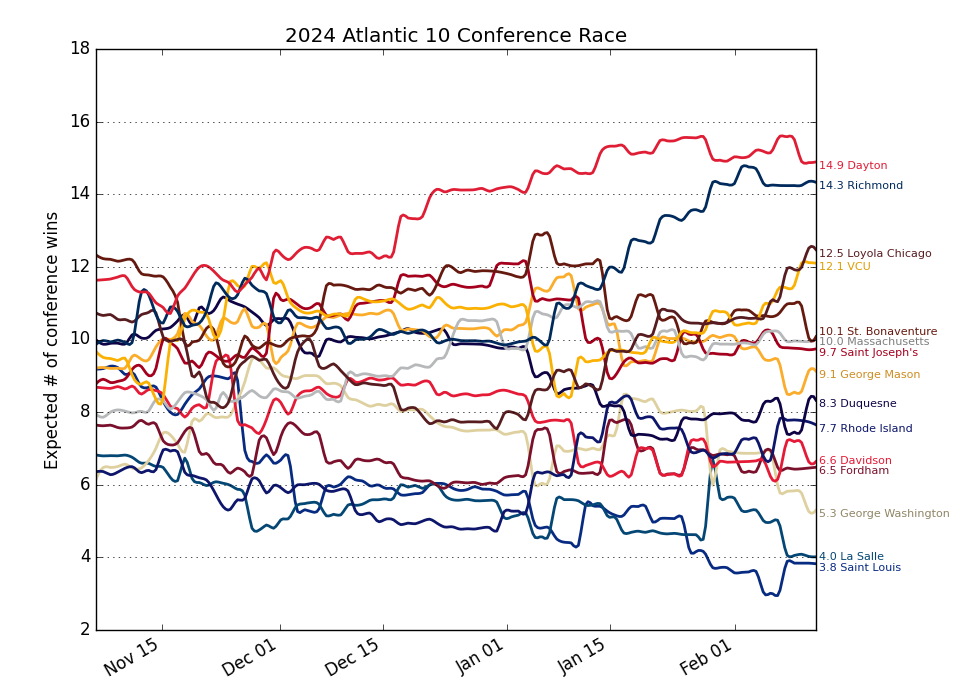 2024 Atlantic 10 Conference Race
Expected # of conference wins
18
16
14
12
10
8
6
4
2
Nov 15
Dec 01
Dec 15
Jan 01
Jan 15
Feb 01
14.9 Dayton
14.3 Richmond
12.5 Loyola Chicago
12.1 VCU
10.1 St. Bonaventure
10.0 Massachusetts
9.7 Saint Joseph's
9.1 George Mason
8.3 Duquesne
7.7 Rhode Island
6.6 Davidson
6.5 Fordham
5.3 George Washington
4.0 La Salle
3.8 Saint Louis